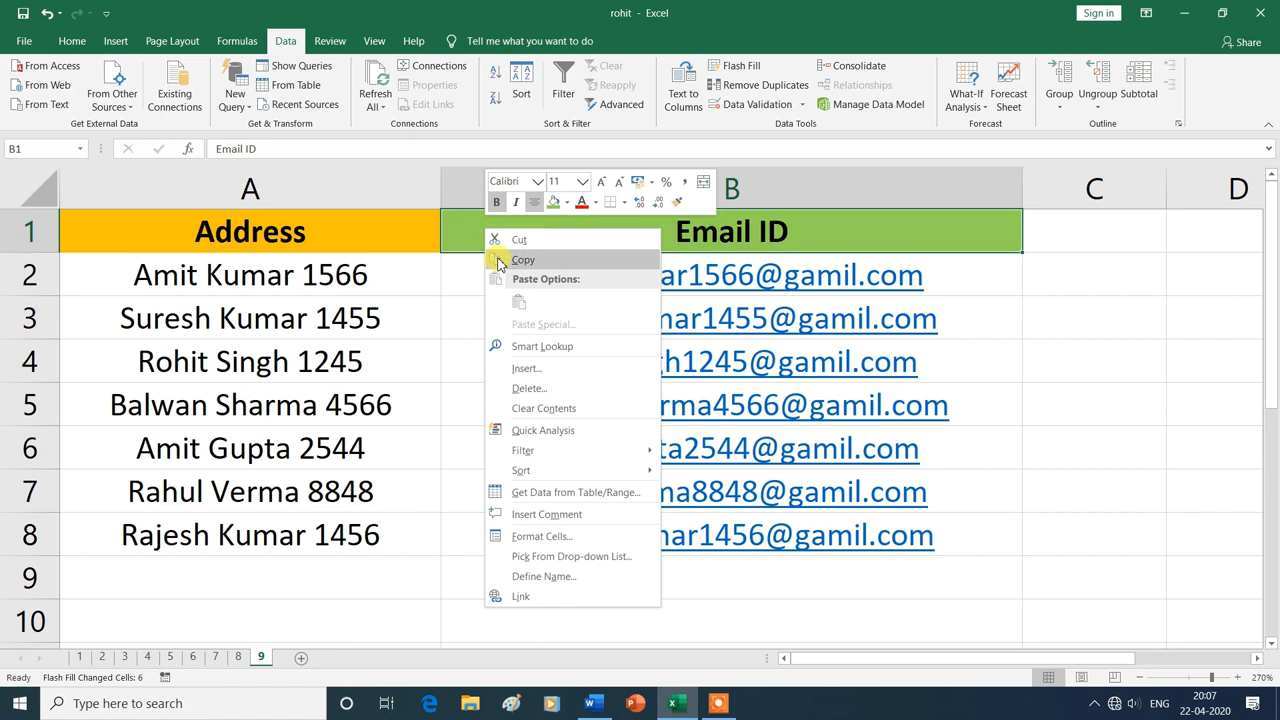 rohit - Excel
Sign in
File Home Insert Page Layout Formulas Data Review View Help Tell me what you want to do Share
From Access
From Web
From Text
From Other Sources
Existing Connections
Get External Data
New Query
Show Queries
From Table
Recent Sources
Get & Transform
Refresh All
Connections
Properties
Edit Links
Connections
Sort
Filter
Clear
Reapply
Advanced
Sort & Filter
Text to Columns
Flash Fill
Remove Duplicates
Data Validation
Consolidate
Relationships
Manage Data Model
Data Tools
What-If Analysis
Forecast Sheet
Forecast
Group
Ungroup
Subtotal
Outline
B1 fx Email ID
A B C D
Calibri 11 A A % ,
B I A
1 Address Email ID
2 Amit Kumar 1566 ar1566@gamil.com
3 Suresh Kumar 1455 mar1455@gamil.com
4 Rohit Singh 1245 gh1245@gamil.com
5 Balwan Sharma 4566 rma4566@gamil.com
6 Amit Gupta 2544 ta2544@gamil.com
7 Rahul Verma 8848 ma8848@gamil.com
8 Rajesh Kumar 1456 mar1456@gamil.com
9
10
Cut
Copy
Paste Options:
Paste Special...
Smart Lookup
Insert...
Delete...
Clear Contents
Quick Analysis
Filter
Sort
Get Data from Table/Range...
Insert Comment
Format Cells...
Pick From Drop-down List...
Define Name...
Link
1 2 3 4 5 6 7 8 9
Ready Flash Fill Changed Cells: 6 270%
Type here to search
ENG
20:07
22-04-2020